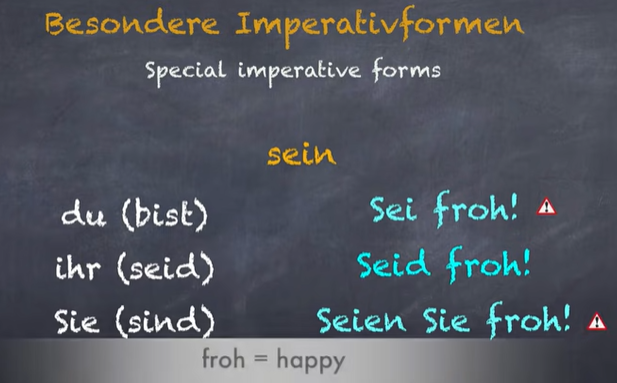 Besondere Imperativformen
Special imperative forms
sein
du (bist) Sei froh!
ihr (seid) Seid froh!
Sie (sind) Seien Sie froh!
froh = happy